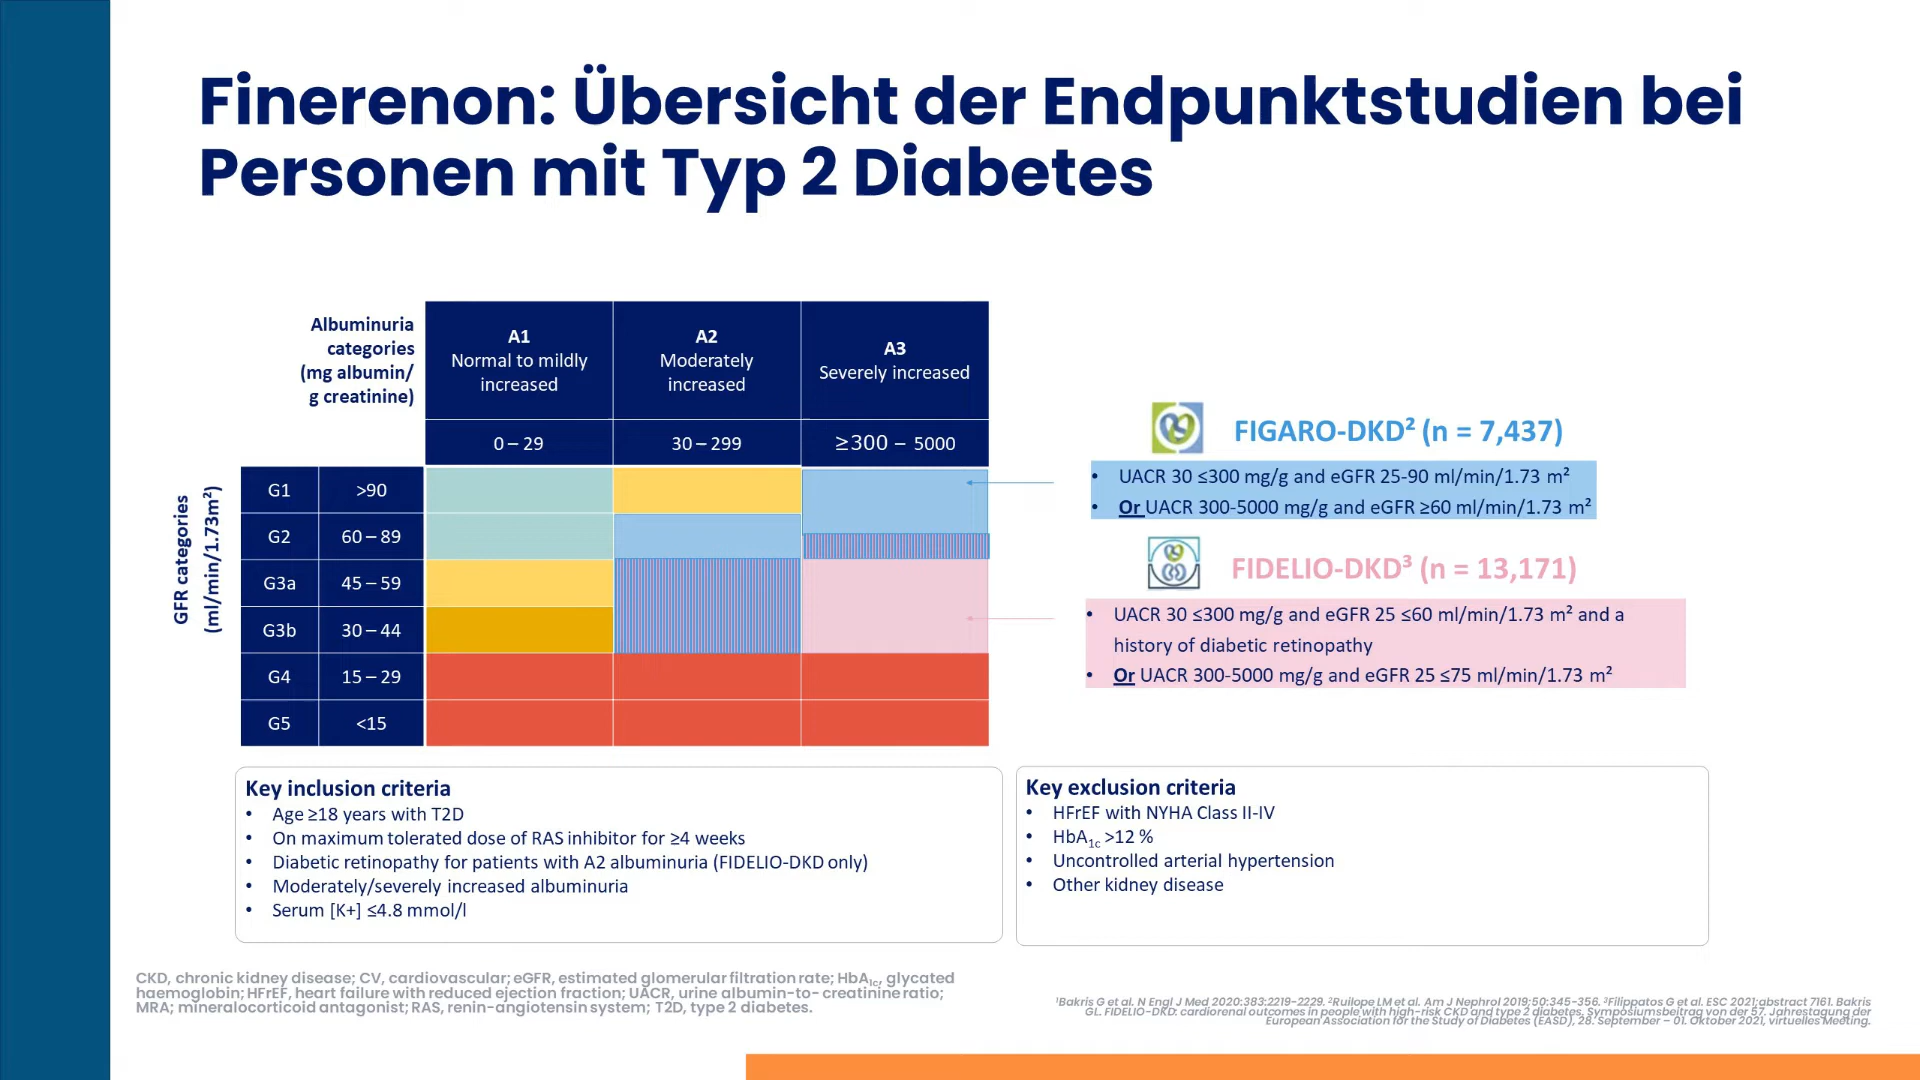 Finerenon: Übersicht der Endpunktstudien bei
Personen mit Typ 2 Diabetes
Albuminuria
categories
(mg albumin/
g creatinine)
A1
Normal to mildly
increased
A2
Moderately
increased
A3
Severely increased
0 – 29
30 – 299
≥300 – 5000
GFR categories
(ml/min/1.73m²)
G1 >90
G2 60 – 89
G3a 45 – 59
G3b 30 – 44
G4 15 – 29
G5 <15
FIGARO-DKD² (n = 7,437)
• UACR 30 ≤300 mg/g and eGFR 25-90 ml/min/1.73 m²
• Or UACR 300-5000 mg/g and eGFR ≥60 ml/min/1.73 m²
FIDELIO-DKD³ (n = 13,171)
• UACR 30 ≤300 mg/g and eGFR 25 ≤60 ml/min/1.73 m² and a
history of diabetic retinopathy
• Or UACR 300-5000 mg/g and eGFR 25 ≤75 ml/min/1.73 m²
Key inclusion criteria
• Age ≥18 years with T2D
• On maximum tolerated dose of RAS inhibitor for ≥4 weeks
• Diabetic retinopathy for patients with A2 albuminuria (FIDELIO-DKD only)
• Moderately/severely increased albuminuria
• Serum [K+] ≤4.8 mmol/l
Key exclusion criteria
• HFrEF with NYHA Class II-IV
• HbA1c >12 %
• Uncontrolled arterial hypertension
• Other kidney disease
CKD, chronic kidney disease; CV, cardiovascular; eGFR, estimated glomerular filtration rate; HbA1c, glycated
haemoglobin; HFrEF, heart failure with reduced ejection fraction; UACR, urine albumin-to- creatinine ratio;
MRA; mineralocorticoid antagonist; RAS, renin-angiotensin system; T2D, type 2 diabetes.
¹Bakris G et al. N Engl J Med 2020;383:2219-2229. ²Ruilope LM et al. Am J Nephrol 2019;50:345-356. ³Filippatos G et al. ESC 2021;abstract 7161. Bakris
GL. FIDELIO-DKD: cardiorenal outcomes in people with high-risk CKD and type 2 diabetes. Symposiumsbeitrag von der 57. Jahrestagung der
European Association for the Study of Diabetes (EASD), 28. September – 01. Oktober 2021, virtuelles Meeting.